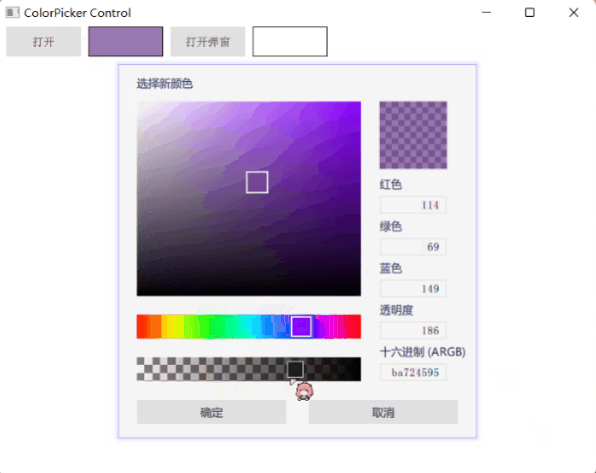 ColorPicker Control
打开
打开弹窗
选择新颜色
红色
114
绿色
69
蓝色
149
透明度
186
十六进制 (ARGB)
ba724595
确定
取消